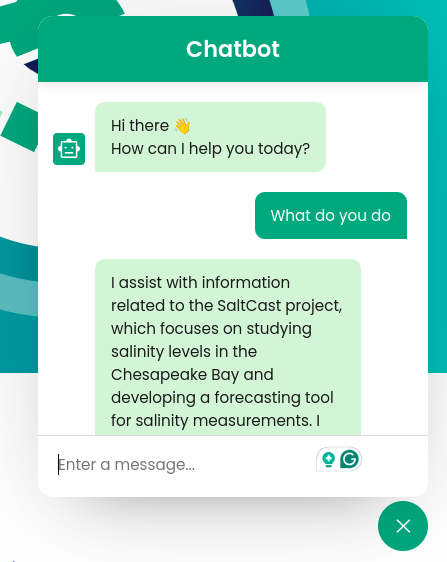 Chatbot
Hi there 👋
How can I help you today?
What do you do
I assist with information
related to the SaltCast project,
which focuses on studying
salinity levels in the
Chesapeake Bay and
developing a forecasting tool
for salinity measurements. I
Enter a message...